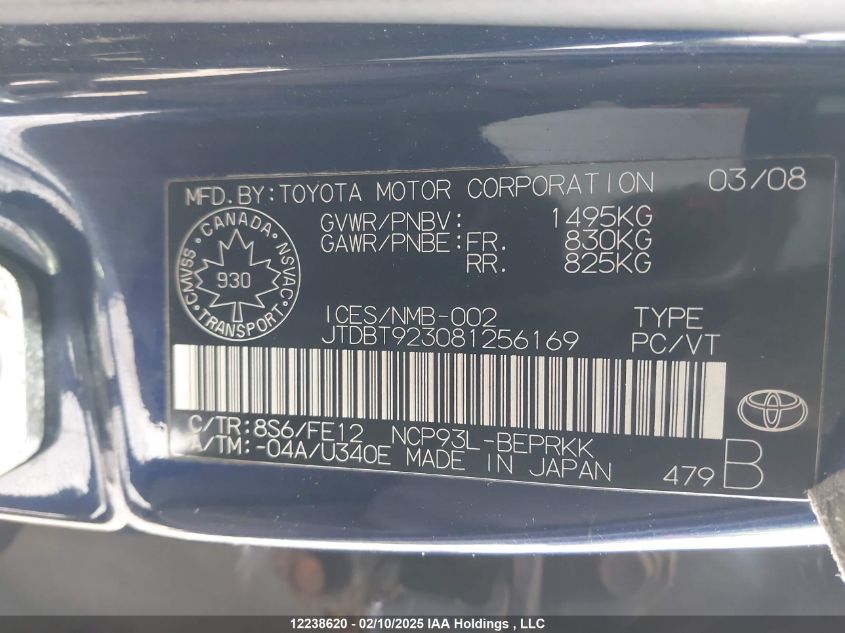 MFD.BY:TOYOTA MOTOR CORPORATION 03/08
GVWR/PNBV: 1495KG
GAWR/PNBE:FR. 830KG
RR. 825KG
CANADA
CMVSS NSVAC
930
TRANSPORT
ICES/NMB-002 TYPE
JTDBT923081256169 PC/VT
C/TR:8S6/FE12 NCP93L-BEPRKK
A/TM:-04A/U340E MADE IN JAPAN 479 B
12238620 - 02/10/2025 IAA Holdings , LLC/IAA